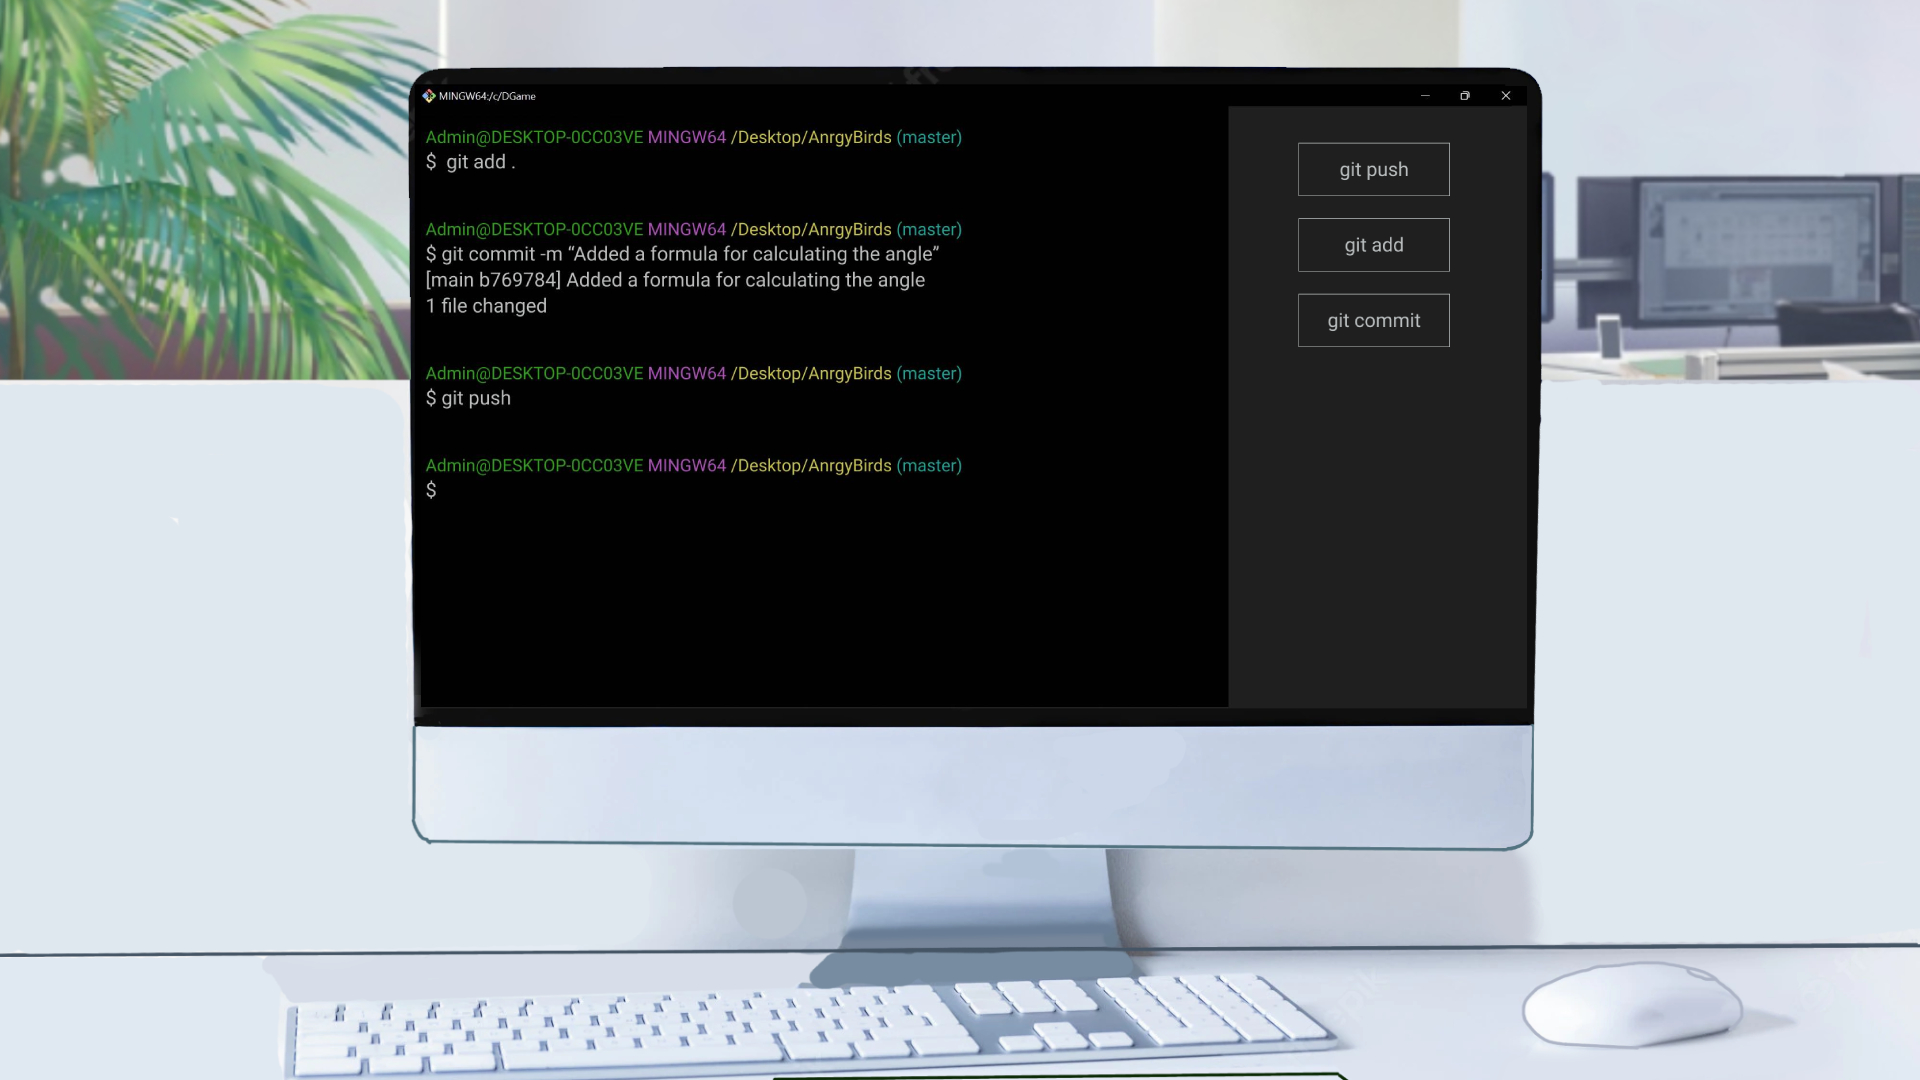 MINGW64:/c/DGame
Admin@DESKTOP-0CC03VE MINGW64 /Desktop/AnrgyBirds (master)
$ git add .
Admin@DESKTOP-0CC03VE MINGW64 /Desktop/AnrgyBirds (master)
$ git commit -m “Added a formula for calculating the angle”
[main b769784] Added a formula for calculating the angle
1 file changed
Admin@DESKTOP-0CC03VE MINGW64 /Desktop/AnrgyBirds (master)
$ git push
Admin@DESKTOP-0CC03VE MINGW64 /Desktop/AnrgyBirds (master)
$
git push
git add
git commit